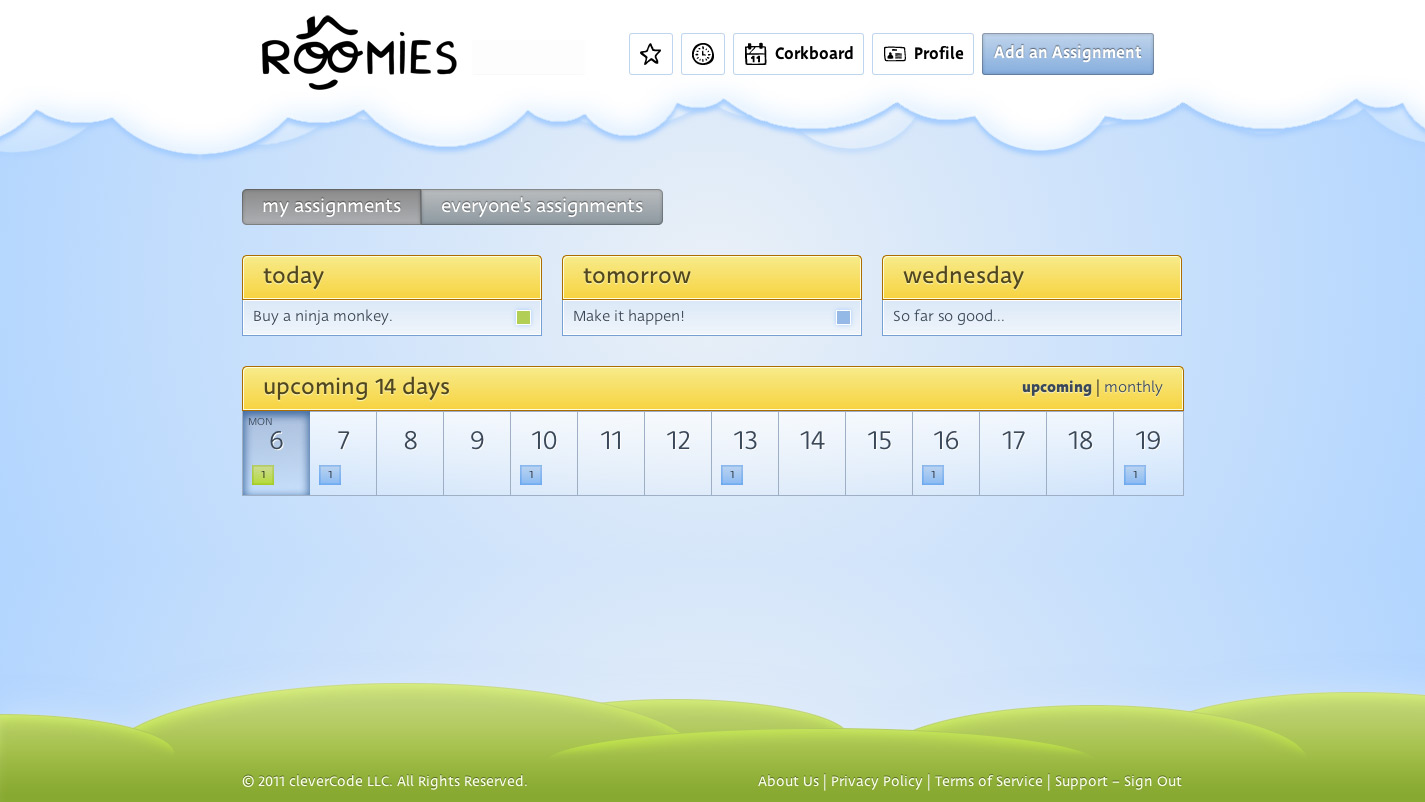 ROOMIES
Corkboard Profile Add an Assignment
my assignments everyone's assignments
today tomorrow wednesday
Buy a ninja monkey. Make it happen! So far so good...
upcoming 14 days upcoming | monthly
MON
6 7 8 9 10 11 12 13 14 15 16 17 18 19
1 1 1 1 1 1
© 2011 cleverCode LLC. All Rights Reserved. About Us | Privacy Policy | Terms of Service | Support – Sign Out